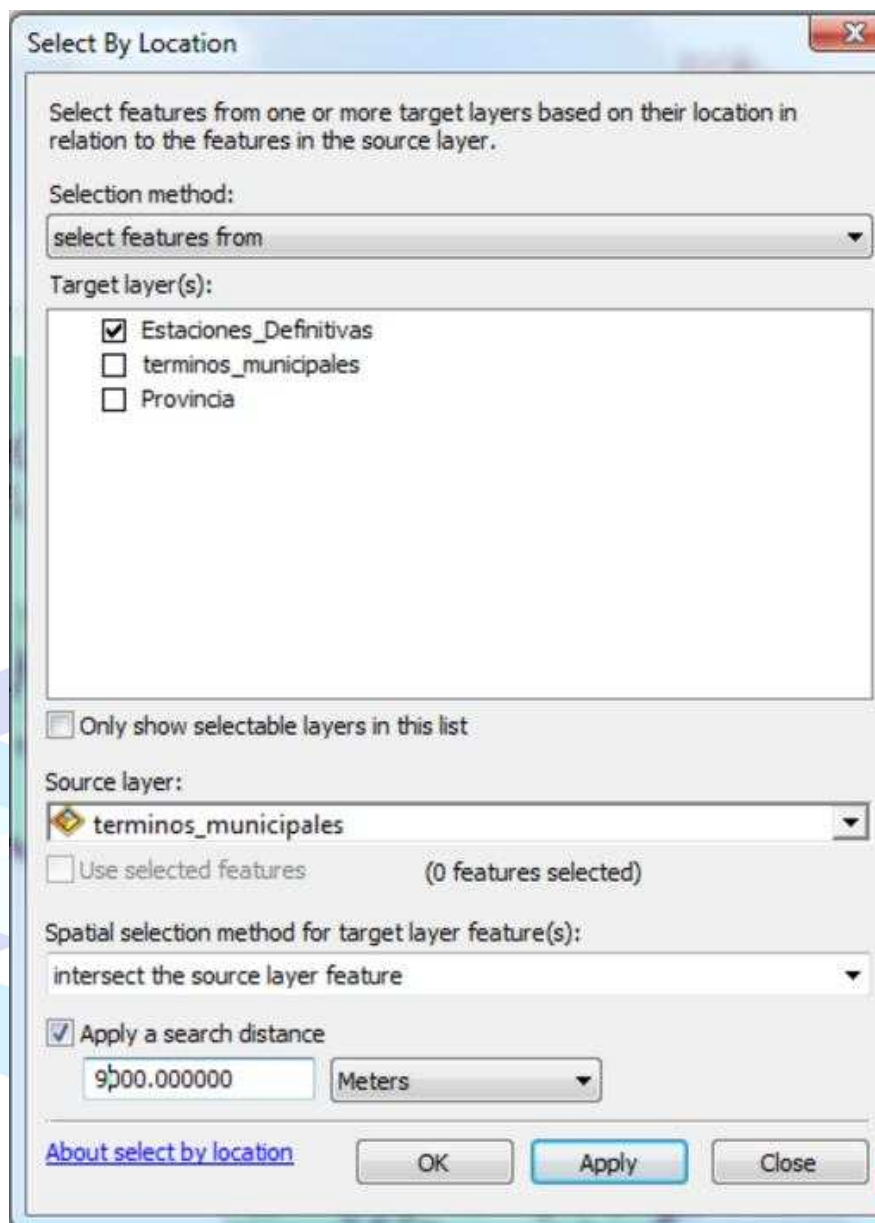 Select By Location
Select features from one or more target layers based on their location in
relation to the features in the source layer.
Selection method:
select features from
Target layer(s):
Estaciones_Definitivas
terminos_municipales
Provincia
Only show selectable layers in this list
Source layer:
terminos_municipales
Use selected features (0 features selected)
Spatial selection method for target layer feature(s):
intersect the source layer feature
Apply a search distance
9000.000000 Meters
About select by location OK Apply Close